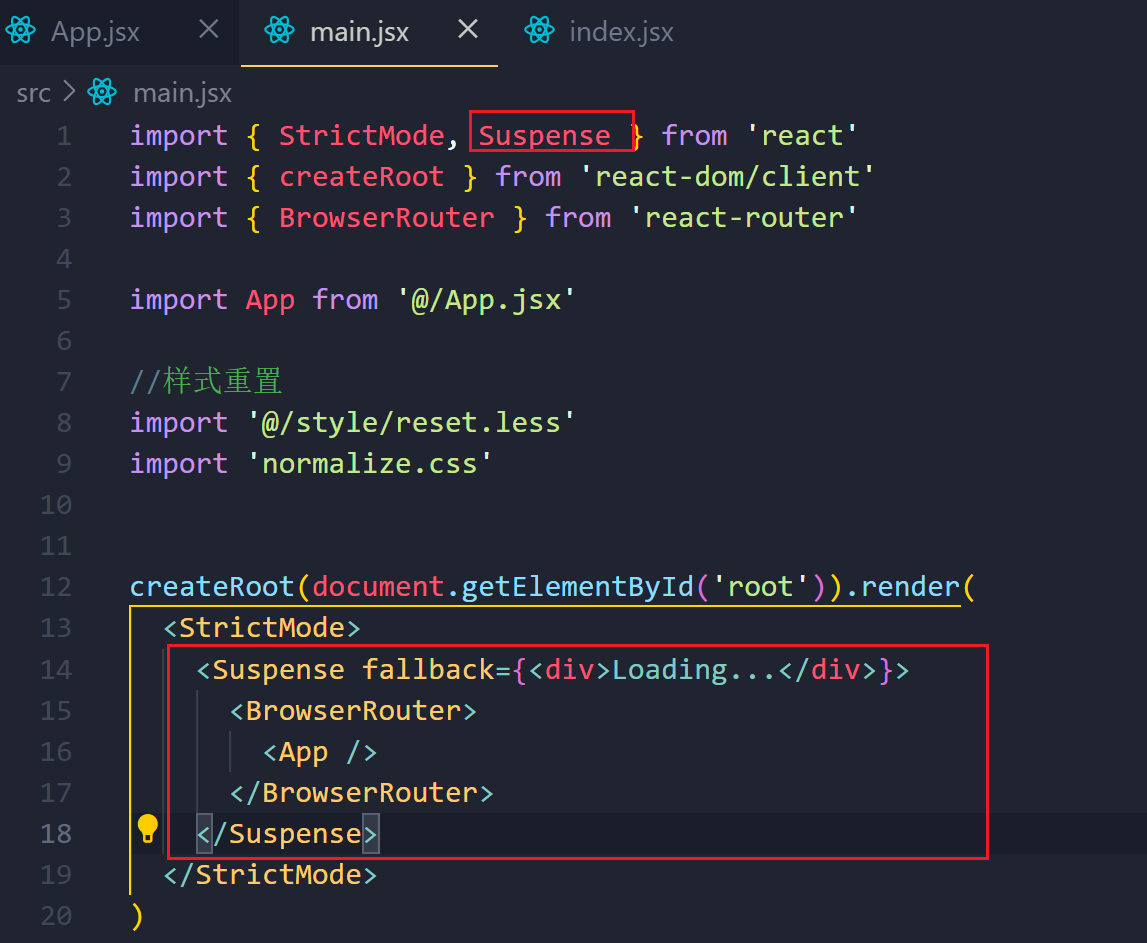 App.jsx main.jsx index.jsx
src > main.jsx
1 import { StrictMode, Suspense } from 'react'
2 import { createRoot } from 'react-dom/client'
3 import { BrowserRouter } from 'react-router'
4
5 import App from '@/App.jsx'
6
7 //样式重置
8 import '@/style/reset.less'
9 import 'normalize.css'
10
11
12 createRoot(document.getElementById('root')).render(
13   <StrictMode>
14     <Suspense fallback={<div>Loading...</div>}>
15       <BrowserRouter>
16         <App />
17       </BrowserRouter>
18     </Suspense>
19   </StrictMode>
20 )